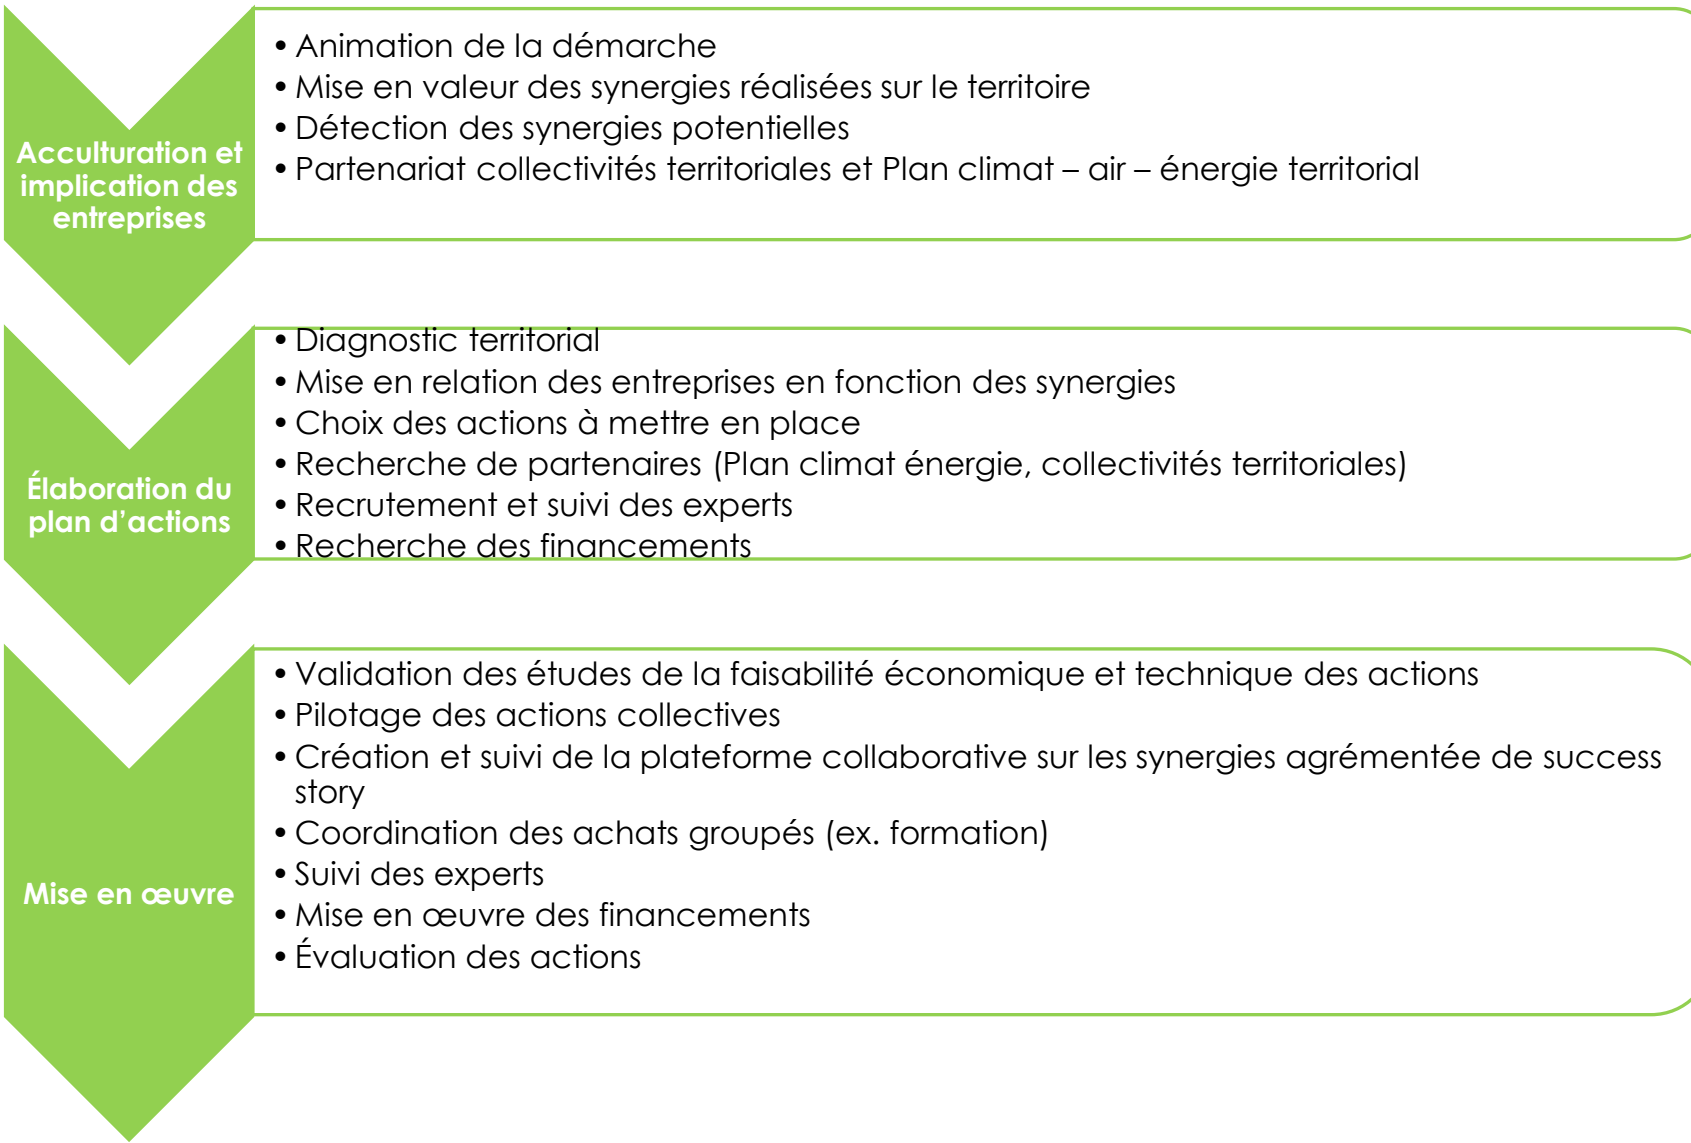 Acculturation et
implication des
entreprises
•Animation de la démarche
•Mise en valeur des synergies réalisées sur le territoire
•Détection des synergies potentielles
•Partenariat collectivités territoriales et Plan climat – air – énergie territorial
Élaboration du
plan d’actions
•Diagnostic territorial
•Mise en relation des entreprises en fonction des synergies
•Choix des actions à mettre en place
•Recherche de partenaires (Plan climat énergie, collectivités territoriales)
•Recrutement et suivi des experts
•Recherche des financements
Mise en œuvre
•Validation des études de la faisabilité économique et technique des actions
•Pilotage des actions collectives
•Création et suivi de la plateforme collaborative sur les synergies agrémentée de success
story
•Coordination des achats groupés (ex. formation)
•Suivi des experts
•Mise en œuvre des financements
•Évaluation des actions